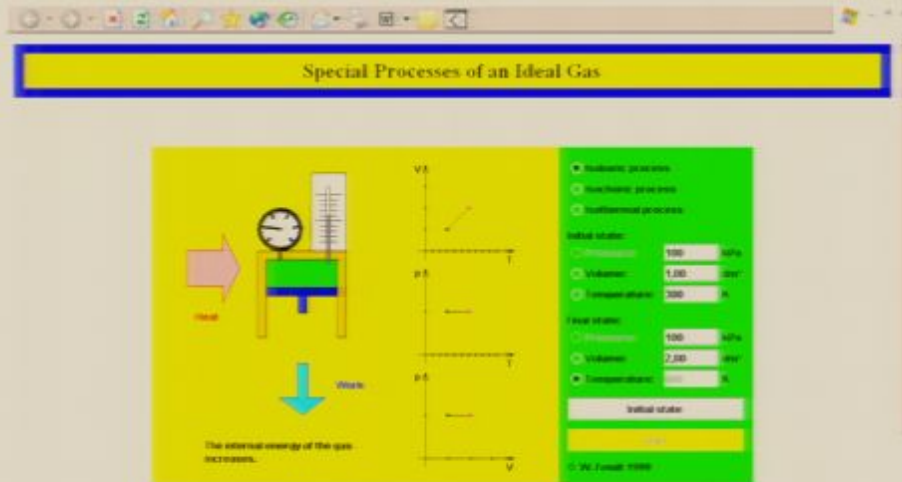 Special Processes of an Ideal Gas
V
T
p
T
p
V
Heat
Work
The internal energy of the gas
increases.
Isobaric process
Isochoric process
Isothermal process
Initial state:
Pressure: 100 kPa
Volume: 1,00 dm³
Temperature: 300 K
Final state:
Pressure: 100 kPa
Volume: 2,00 dm³
Temperature: K
Initial state
© W. Fendt 1999